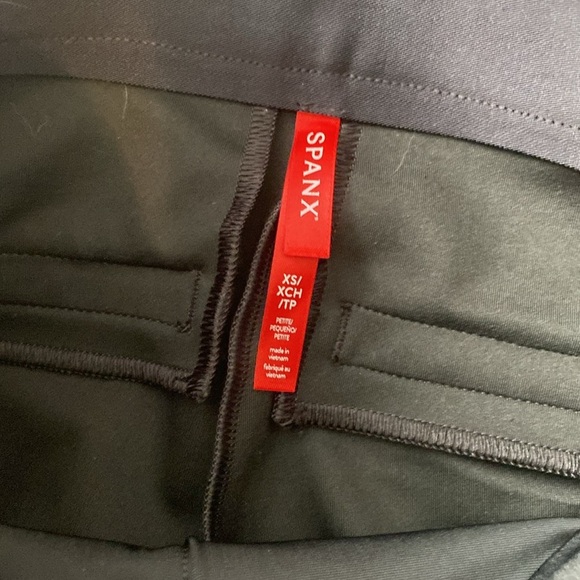 SPANX®
XS/
XCH
/TP
PETITE/
PEQUEÑO/
PETITE
made in
vietnam
fabriqué au
vietnam